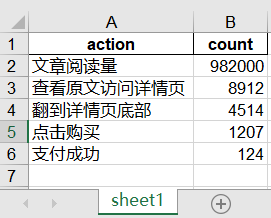 A B
1 action count
2 文章阅读量 982000
3 查看原文访问详情页 8912
4 翻到详情页底部 4514
5 点击购买 1207
6 支付成功 124
7
sheet1